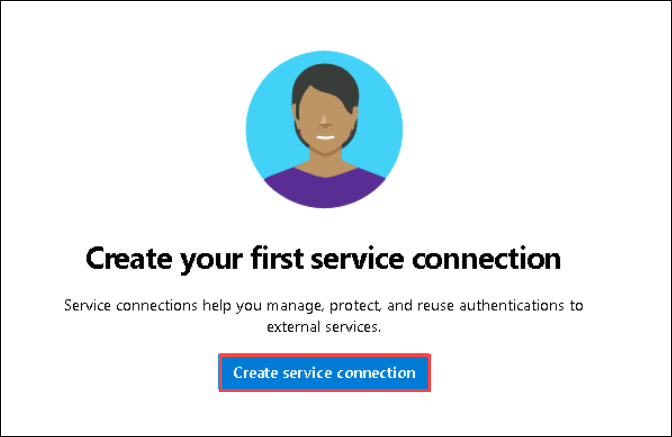 Create your first service connection
Service connections help you manage, protect, and reuse authentications to
external services.
Create service connection